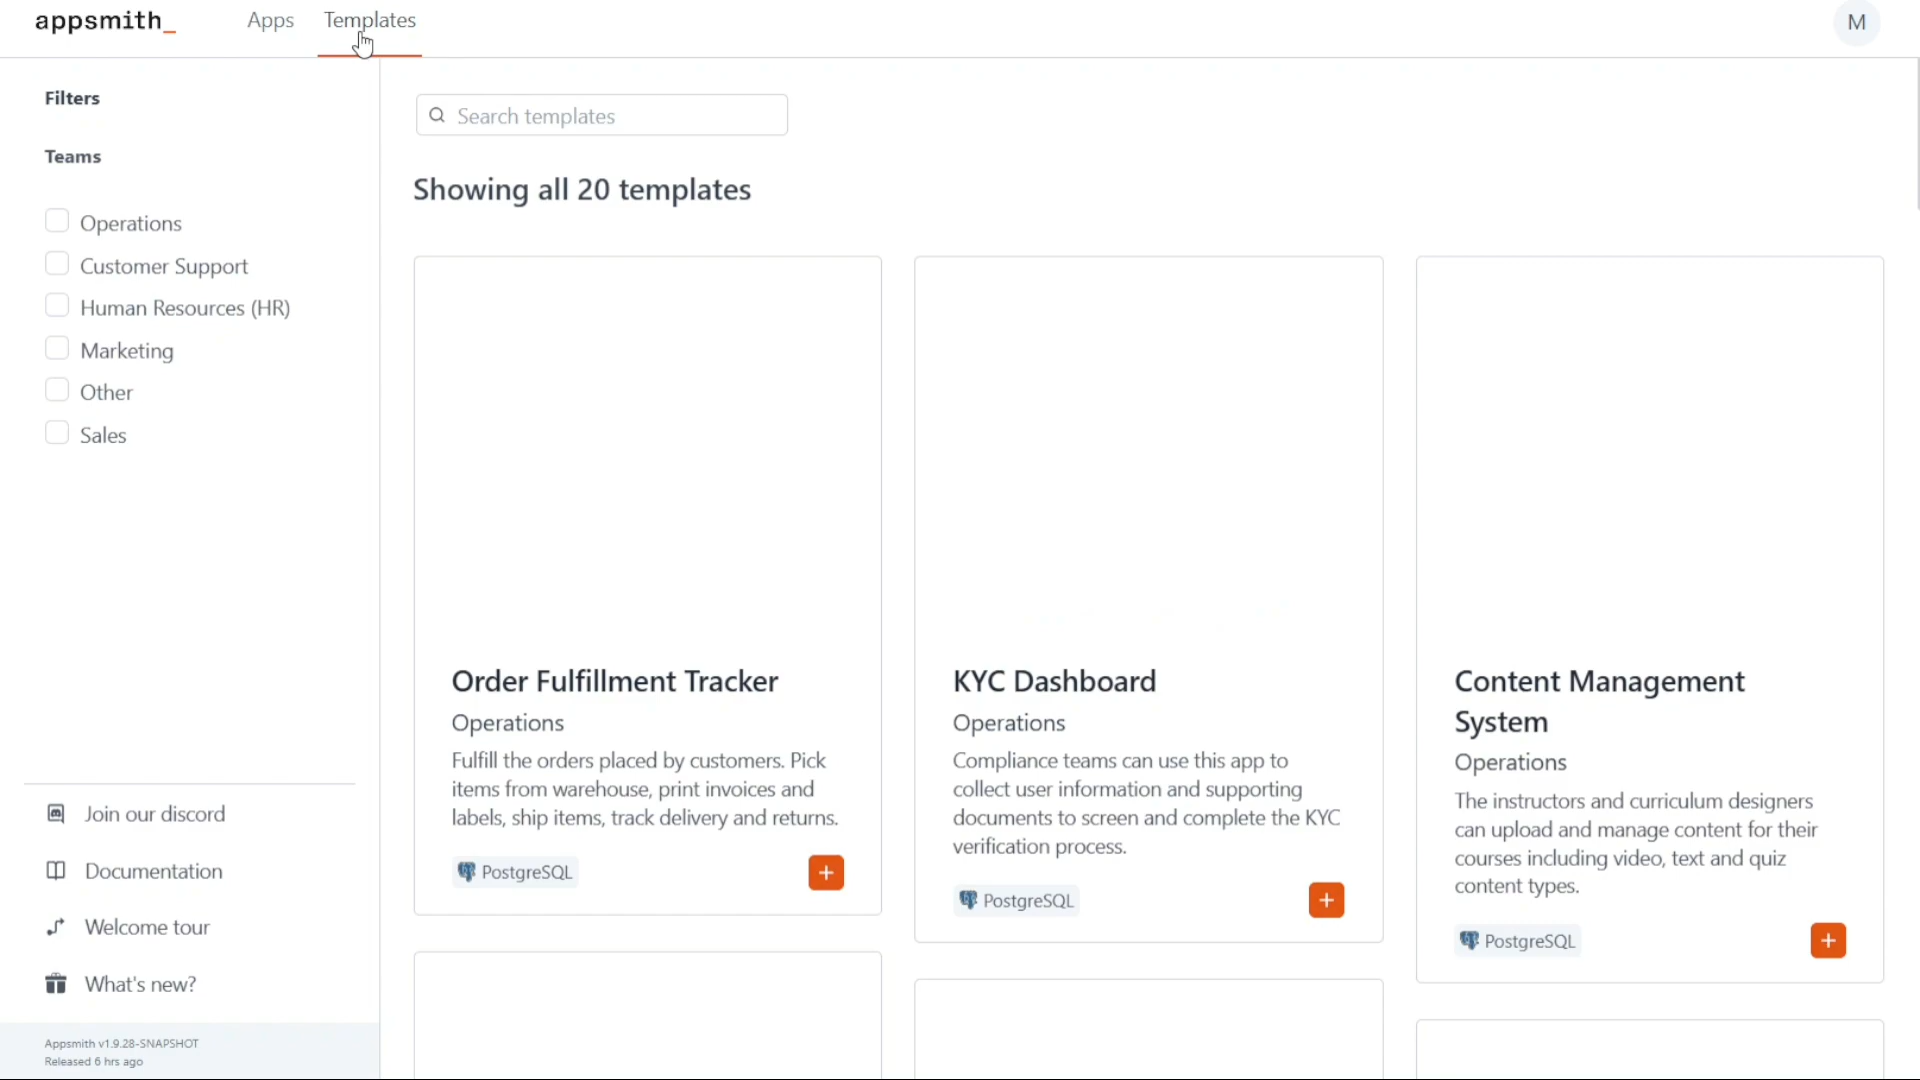 appsmith_
Apps
Templates
M
Filters
Teams
Operations
Customer Support
Human Resources (HR)
Marketing
Other
Sales
Join our discord
Documentation
Welcome tour
What's new?
Appsmith v1.9.28-SNAPSHOT
Released 6 hrs ago
Search templates
Showing all 20 templates
Order Fulfillment Tracker
Operations
Fulfill the orders placed by customers. Pick
items from warehouse, print invoices and
labels, ship items, track delivery and returns.
PostgreSQL
KYC Dashboard
Operations
Compliance teams can use this app to
collect user information and supporting
documents to screen and complete the KYC
verification process.
PostgreSQL
Content Management
System
Operations
The instructors and curriculum designers
can upload and manage content for their
courses including video, text and quiz
content types.
PostgreSQL